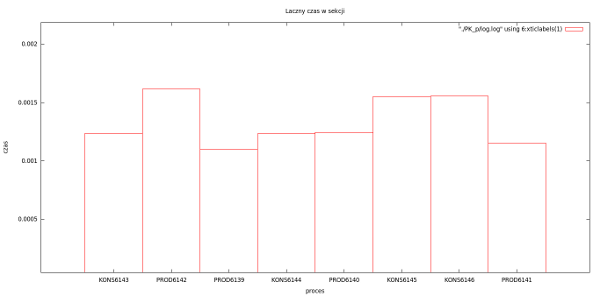 Laczny czas w sekcji
"./PK_p/log.log" using 6:xticlabels(1)
0.002
0.0015
0.001
0.0005
czas
KONS6143 PROD6142 PROD6139 KONS6144 PROD6140 KONS6145 KONS6146 PROD6141
proces